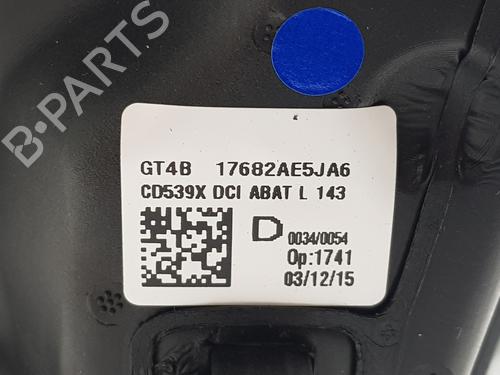 B-PARTS
GT4B 17682AE5JA6
CD539X DCI ABAT L 143
D 0034/0054
Op:1741
03/12/15